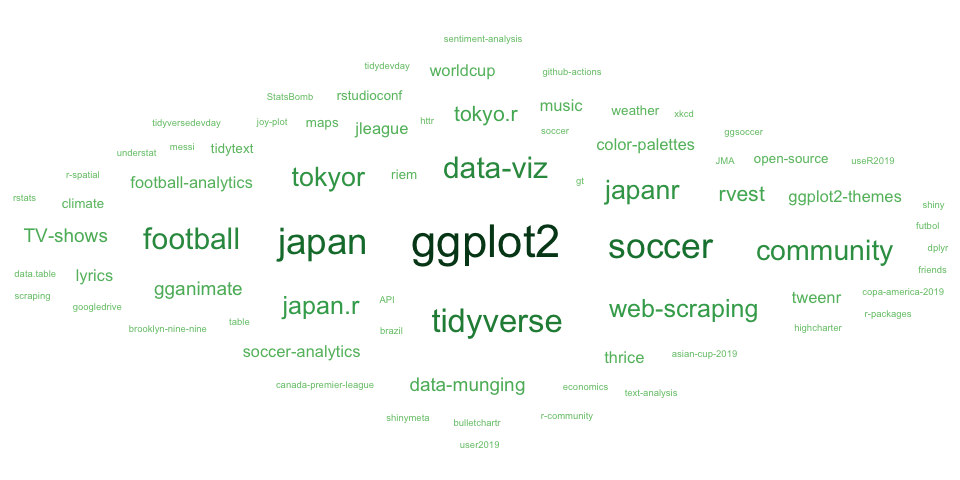 sentiment-analysis
tidydevday worldcup github-actions
StatsBomb rstudioconf
tokyo.r music weather xkcd
tidyversedevday joy-plot maps jleague httr soccer ggsoccer
understat messi tidytext color-palettes
JMA open-source useR2019
r-spatial football-analytics tokyor riem data-viz gt japanr rvest ggplot2-themes
rstats climate shiny
TV-shows football japan ggplot2 soccer community futbol
dplyr
data.table lyrics friends
scraping gganimate copa-america-2019
googledrive japan.r API web-scraping tweenr r-packages
brooklyn-nine-nine table brazil tidyverse highcharter
soccer-analytics thrice asian-cup-2019
canada-premier-league data-munging economics text-analysis
shinymeta bulletchartr r-community
user2019